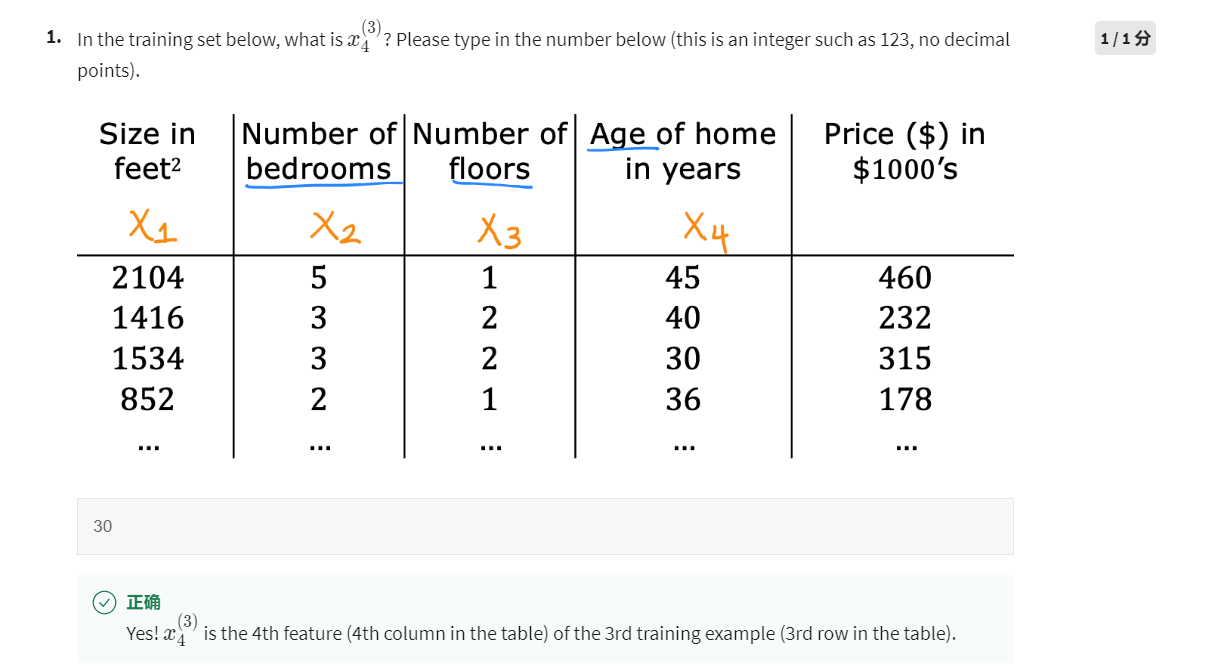 1. In the training set below, what is x₄⁽³⁾? Please type in the number below (this is an integer such as 123, no decimal
points).
1 / 1 分
Size in feet² | Number of bedrooms | Number of floors | Age of home in years | Price ($) in $1000’s
X₁ | X₂ | X₃ | X₄
2104 | 5 | 1 | 45 | 460
1416 | 3 | 2 | 40 | 232
1534 | 3 | 2 | 30 | 315
852 | 2 | 1 | 36 | 178
... | ... | ... | ... | ...
30
正确
Yes! x₄⁽³⁾ is the 4th feature (4th column in the table) of the 3rd training example (3rd row in the table).